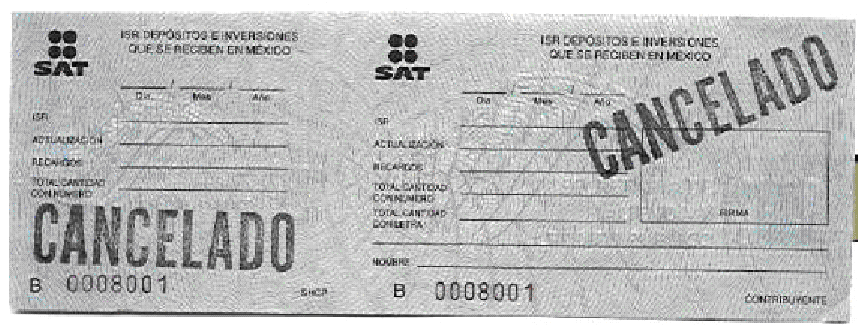 SAT
ISR DEPÓSITOS E INVERSIONES
QUE SE RECIBEN EN MÉXICO
/ /
Día Mes Año
ISR
ACTUALIZACIÓN
RECARGOS
TOTAL CANTIDAD
CON NÚMERO
CANCELADO
B 0008001
SHCP
SAT
ISR DEPÓSITOS E INVERSIONES
QUE SE RECIBEN EN MÉXICO
/ /
Día Mes Año
CANCELADO
ISR
ACTUALIZACIÓN
RECARGOS
TOTAL CANTIDAD
CON NÚMERO
TOTAL CANTIDAD
CON LETRA
FIRMA
NOMBRE
B 0008001
CONTRIBUYENTE